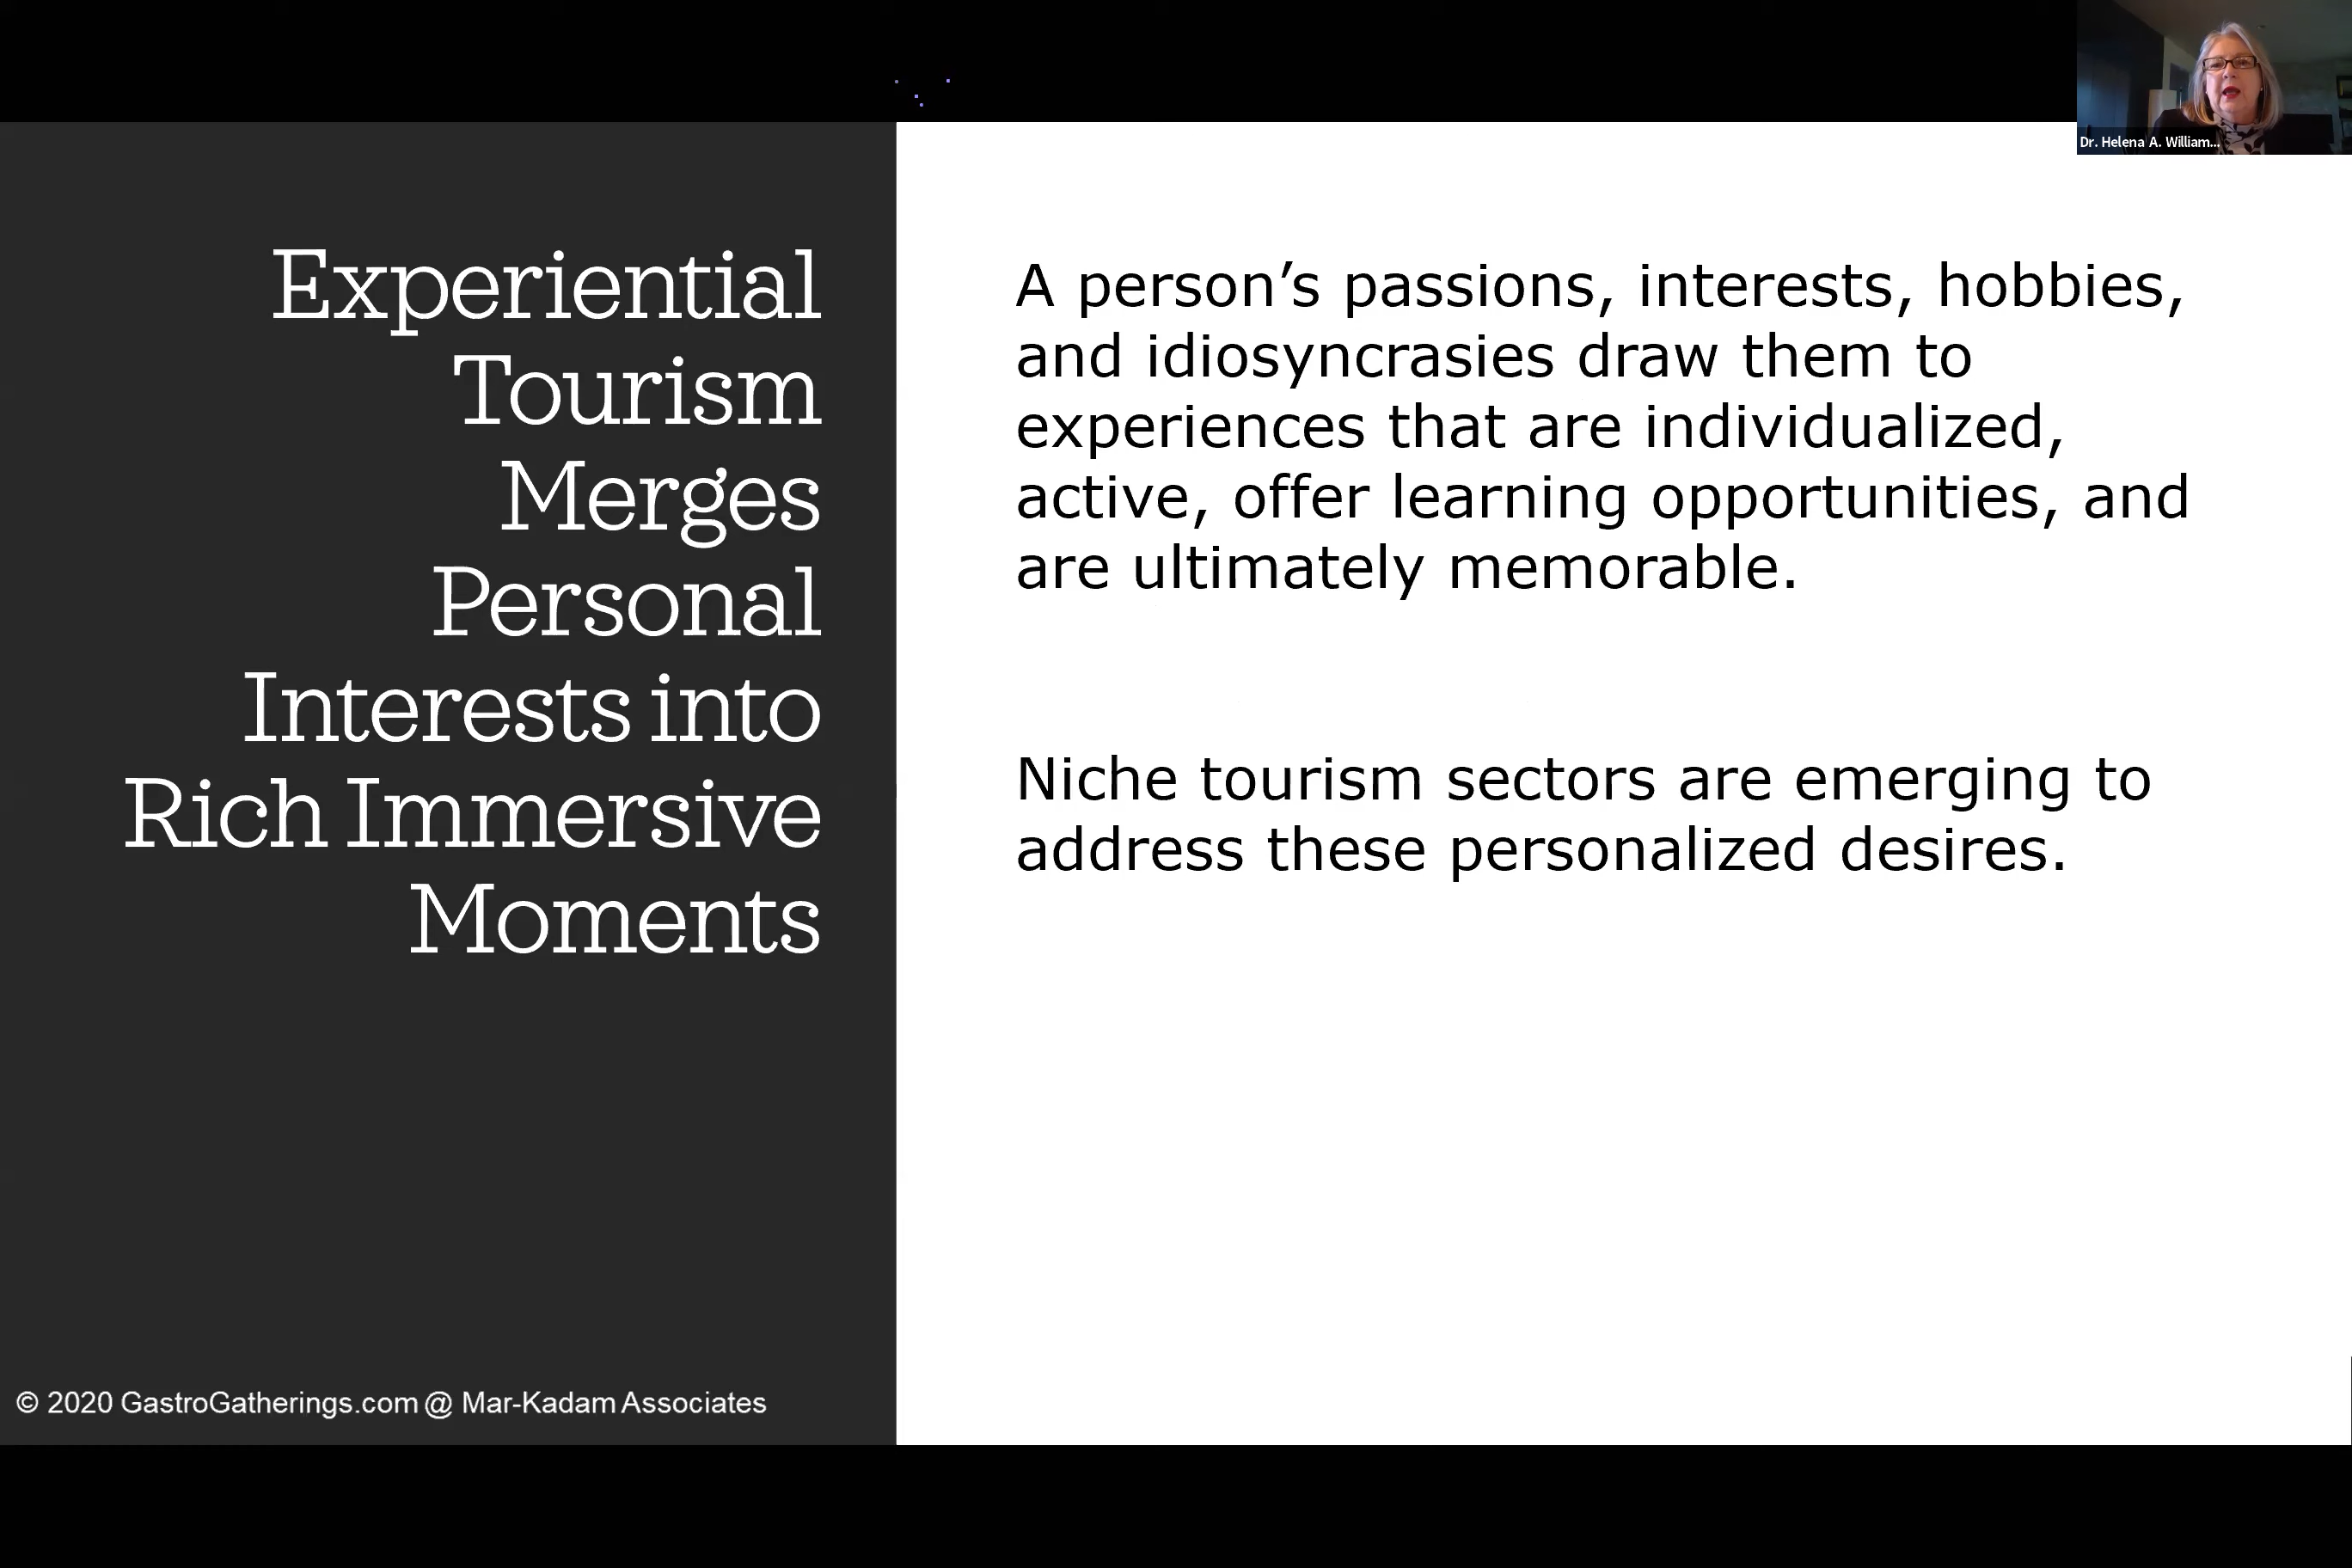 Dr. Helena A. William...
Experiential
Tourism
Merges
Personal
Interests into
Rich Immersive
Moments
A person’s passions, interests, hobbies,
and idiosyncrasies draw them to
experiences that are individualized,
active, offer learning opportunities, and
are ultimately memorable.
Niche tourism sectors are emerging to
address these personalized desires.
© 2020 GastroGatherings.com @ Mar-Kadam Associates